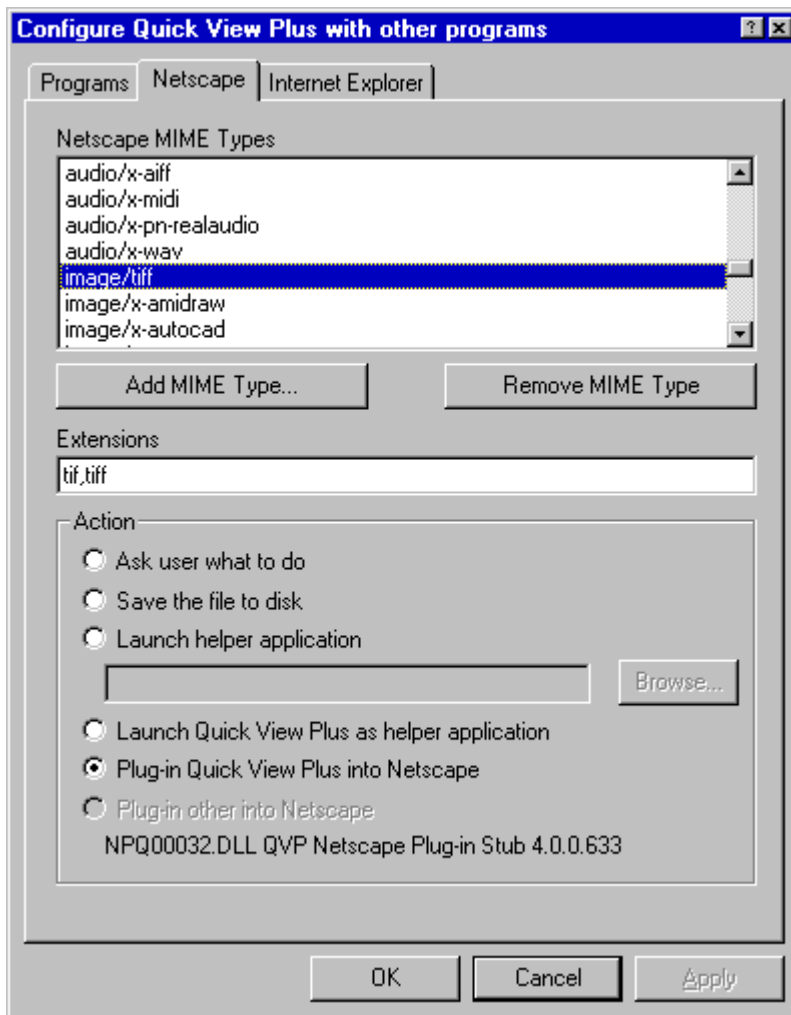 Configure Quick View Plus with other programs
Programs Netscape Internet Explorer
Netscape MIME Types
audio/x-aiff
audio/x-midi
audio/x-pn-realaudio
audio/x-wav
image/tiff
image/x-amidraw
image/x-autocad
Add MIME Type... Remove MIME Type
Extensions
tif,tiff
Action
Ask user what to do
Save the file to disk
Launch helper application
Browse...
Launch Quick View Plus as helper application
Plug-in Quick View Plus into Netscape
Plug-in other into Netscape
NPQ00032.DLL QVP Netscape Plug-in Stub 4.0.0.633
OK Cancel Apply